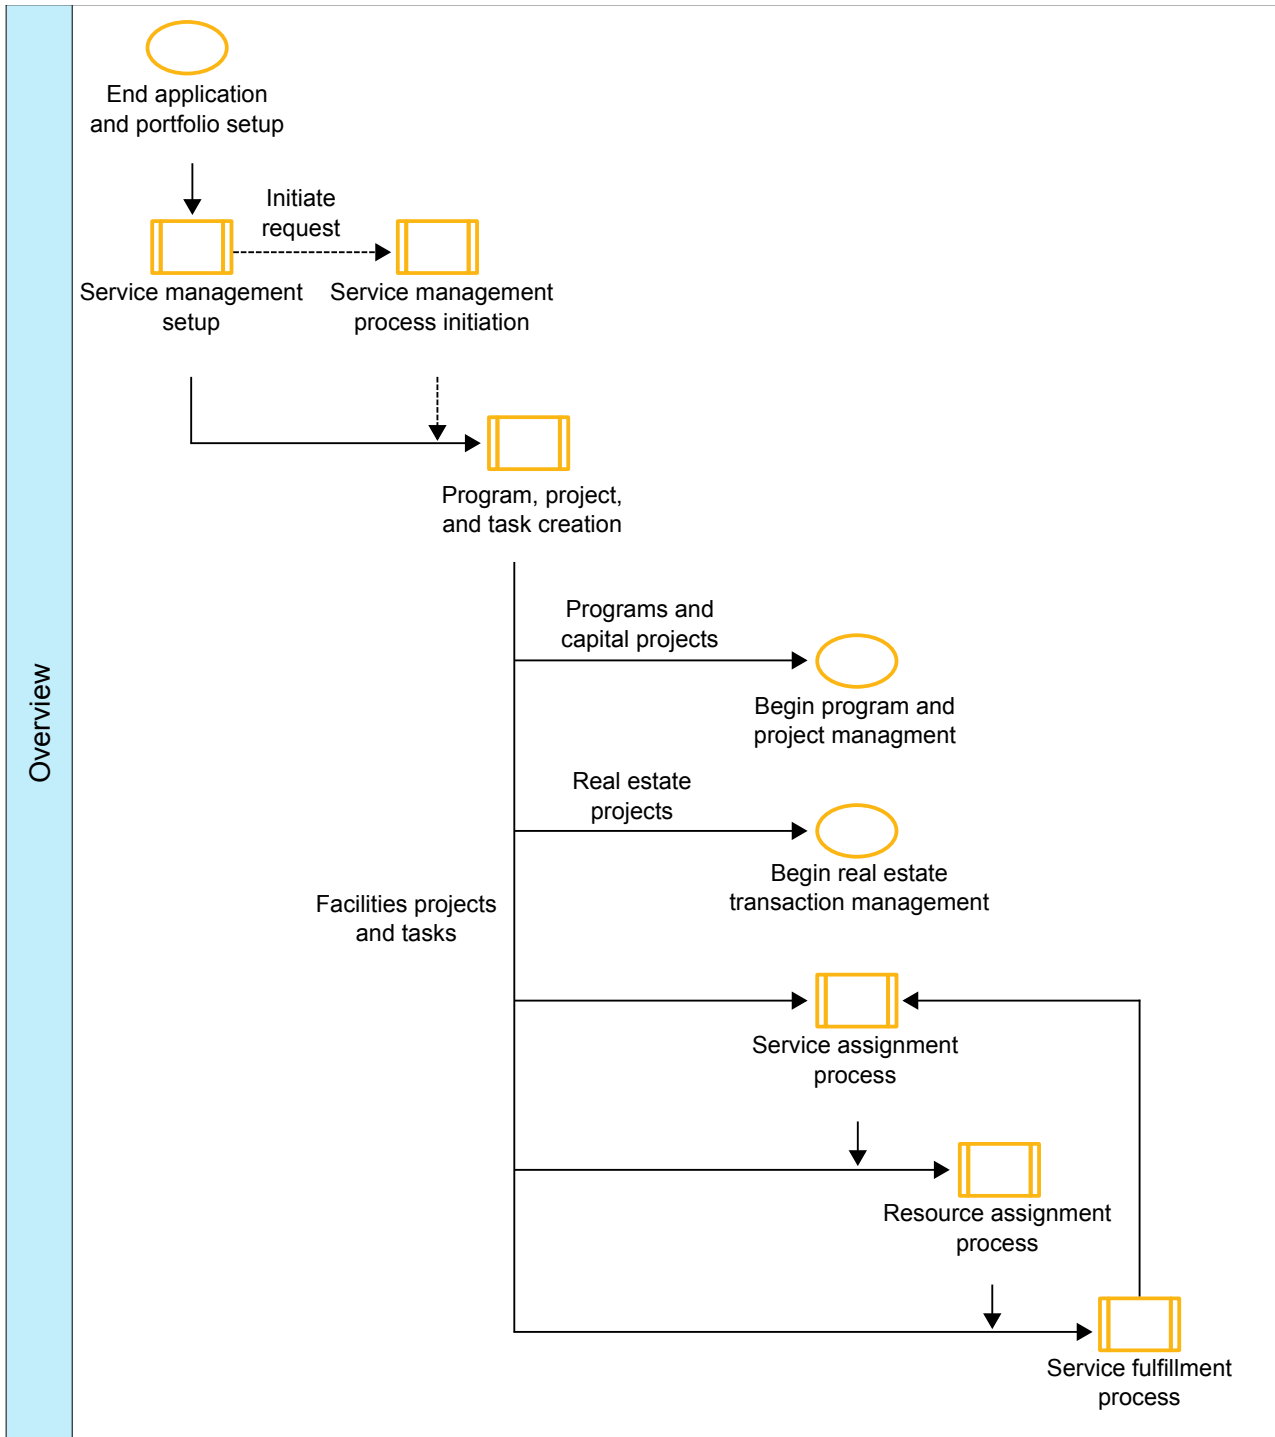 Overview
End application
and portfolio setup
Initiate
request
Service management
setup
Service management
process initiation
Program, project,
and task creation
Programs and
capital projects
Begin program and
project managment
Real estate
projects
Begin real estate
transaction management
Facilities projects
and tasks
Service assignment
process
Resource assignment
process
Service fulfillment
process